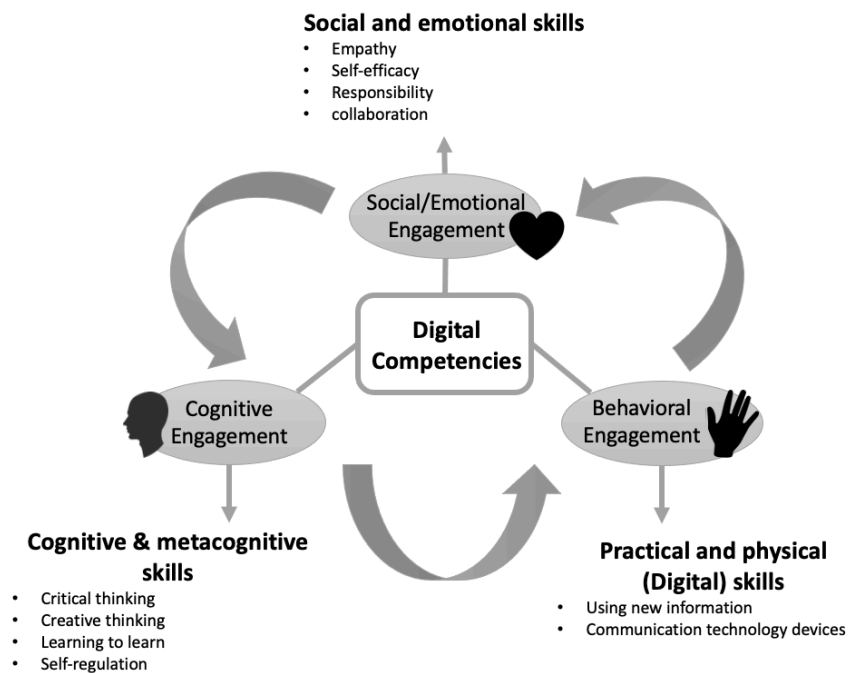 Social and emotional skills
• Empathy
• Self-efficacy
• Responsibility
• collaboration
Social/Emotional
Engagement
Digital
Competencies
Cognitive
Engagement
Behavioral
Engagement
Cognitive & metacognitive
skills
• Critical thinking
• Creative thinking
• Learning to learn
• Self-regulation
Practical and physical
(Digital) skills
• Using new information
• Communication technology devices